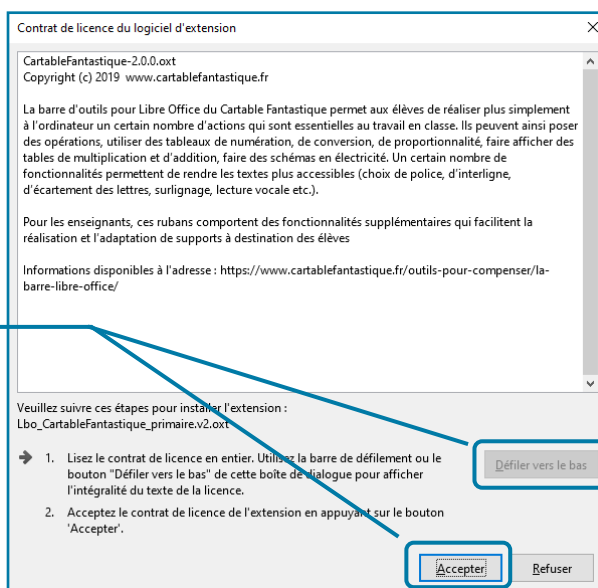 Contrat de licence du logiciel d'extension
CartableFantastique-2.0.0.oxt
Copyright (c) 2019 www.cartablefantastique.fr
La barre d'outils pour Libre Office du Cartable Fantastique permet aux élèves de réaliser plus simplement
à l'ordinateur un certain nombre d'actions qui sont essentielles au travail en classe. Ils peuvent ainsi poser
des opérations, utiliser des tableaux de numération, de conversion, de proportionnalité, faire afficher des
tables de multiplication et d'addition, faire des schémas en électricité. Un certain nombre de
fonctionnalités permettent de rendre les textes plus accessibles (choix de police, d'interligne,
d'écartement des lettres, surlignage, lecture vocale etc.).
Pour les enseignants, ces rubans comportent des fonctionnalités supplémentaires qui facilitent la
réalisation et l'adaptation de supports à destination des élèves
Informations disponibles à l'adresse : https://www.cartablefantastique.fr/outils-pour-compenser/la-
barre-libre-office/
Veuillez suivre ces étapes pour installer l'extension :
Lbo_CartableFantastique_primaire.v2.oxt
1. Lisez le contrat de licence en entier. Utilisez la barre de défilement ou le
bouton "Défiler vers le bas" de cette boîte de dialogue pour afficher
l'intégralité du texte de la licence.
Défiler vers le bas
2. Acceptez le contrat de licence de l'extension en appuyant sur le bouton
'Accepter'.
Accepter
Refuser